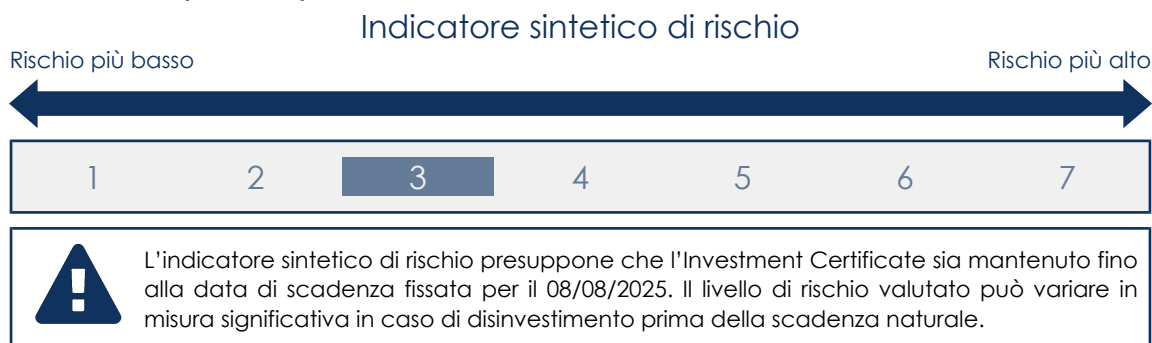 Indicatore sintetico di rischio
Rischio più basso
Rischio più alto
1 2 3 4 5 6 7
L'indicatore sintetico di rischio presuppone che l'Investment Certificate sia mantenuto fino
alla data di scadenza fissata per il 08/08/2025. Il livello di rischio valutato può variare in
misura significativa in caso di disinvestimento prima della scadenza naturale.